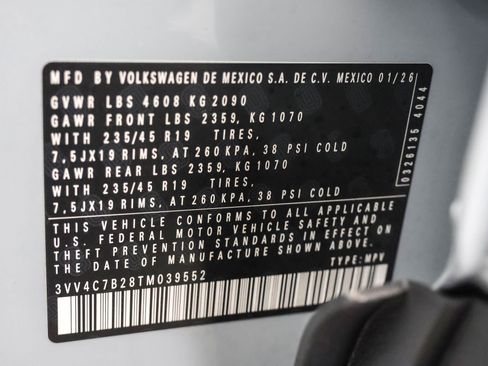 MFD BY VOLKSWAGEN DE MEXICO S.A. DE C.V. MEXICO 01/26
GVWR LBS 4608 KG 2090
GAWR FRONT LBS 2359, KG 1070
WITH 235/45 R19 TIRES,
7,5JX19 RIMS, AT 260 KPA, 38 PSI COLD
GAWR REAR LBS 2359, KG 1070
WITH 235/45 R19 TIRES,
7,5JX19 RIMS, AT 260 KPA, 38 PSI COLD
THIS VEHICLE CONFORMS TO ALL APPLICABLE
U.S. FEDERAL MOTOR VEHICLE SAFETY AND
THEFT PREVENTION STANDARDS IN EFFECT ON
THE DATE OF MANUFACTURE SHOWN ABOVE.
3VV4C7B28TM039552 TYPE: MPV
0326135 4044